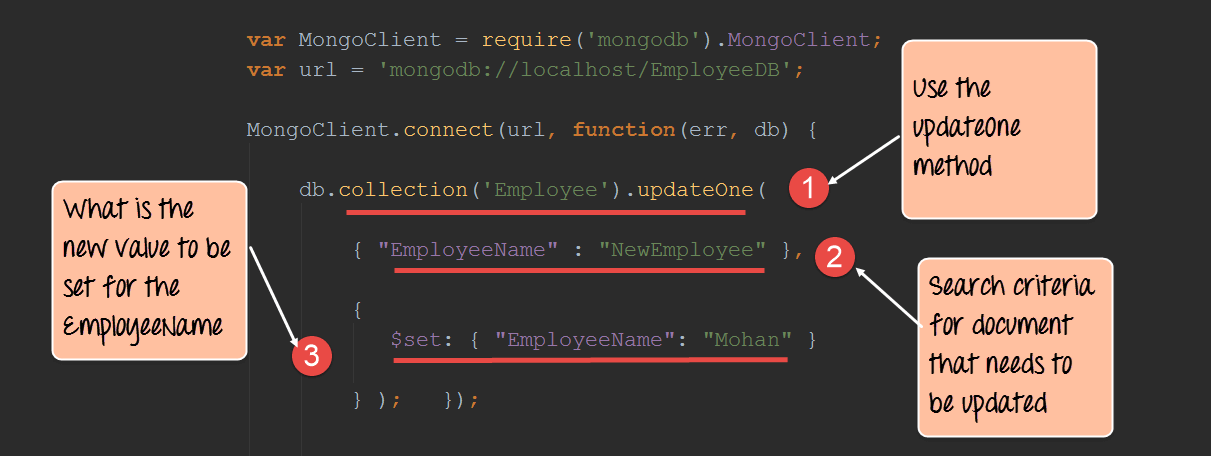 var MongoClient = require('mongodb').MongoClient;
var url = 'mongodb://localhost/EmployeeDB';
MongoClient.connect(url, function(err, db) {
db.collection('Employee').updateOne(
{ "EmployeeName" : "NewEmployee" },
{
$set: { "EmployeeName": "Mohan" }
} ); });
1
Use the
updateOne
method
2
Search criteria
for document
that needs to
be updated
What is the
new value to be
set for the
EmployeeName
3